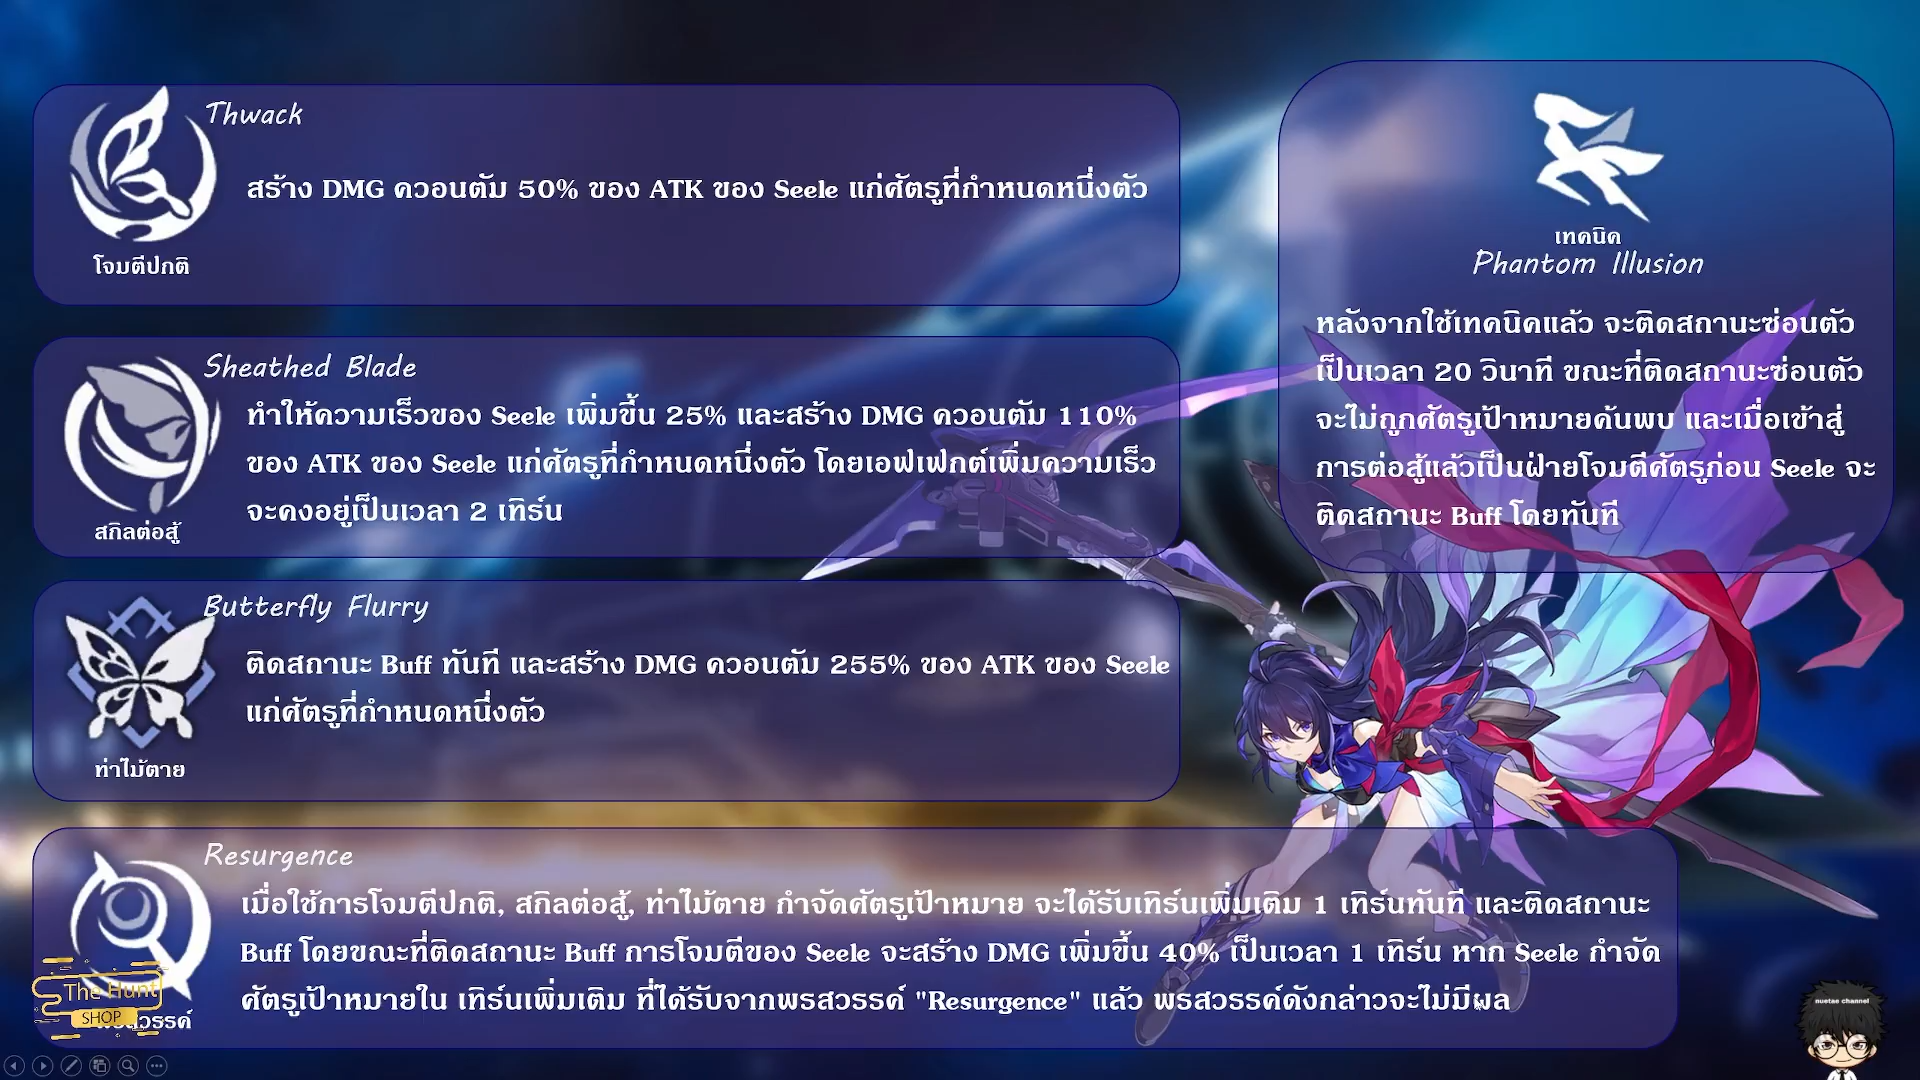 Thwack
สร้าง DMG ควอนตัม 50% ของ ATK ของ Seele แก่ศัตรูที่กำหนดหนึ่งตัว
โจมตีปกติ
Sheathed Blade
ทำให้ความเร็วของ Seele เพิ่มขึ้น 25% และสร้าง DMG ควอนตัม 110%
ของ ATK ของ Seele แก่ศัตรูที่กำหนดหนึ่งตัว โดยเอฟเฟกต์เพิ่มความเร็ว
จะคงอยู่เป็นเวลา 2 เทิร์น
สกิลต่อสู้
Butterfly Flurry
ติดสถานะ Buff ทันที และสร้าง DMG ควอนตัม 255% ของ ATK ของ Seele
แก่ศัตรูที่กำหนดหนึ่งตัว
ท่าไม้ตาย
Resurgence
เมื่อใช้การโจมตีปกติ, สกิลต่อสู้, ท่าไม้ตาย กำจัดศัตรูเป้าหมาย จะได้รับเทิร์นเพิ่มเติม 1 เทิร์นทันที และติดสถานะ
Buff โดยขณะที่ติดสถานะ Buff การโจมตีของ Seele จะสร้าง DMG เพิ่มขึ้น 40% เป็นเวลา 1 เทิร์น หาก Seele กำจัด
ศัตรูเป้าหมายใน เทิร์นเพิ่มเติม ที่ได้รับจากพรสวรรค์ "Resurgence" แล้ว พรสวรรค์ดังกล่าวจะไม่มีผล
พรสวรรค์
The Hunt
SHOP
เทคนิค
Phantom Illusion
หลังจากใช้เทคนิคแล้ว จะติดสถานะซ่อนตัว
เป็นเวลา 20 วินาที ขณะที่ติดสถานะซ่อนตัว
จะไม่ถูกศัตรูเป้าหมายค้นพบ และเมื่อเข้าสู่
การต่อสู้แล้วเป็นฝ่ายโจมตีศัตรูก่อน Seele จะ
ติดสถานะ Buff โดยทันที
nuetae channel